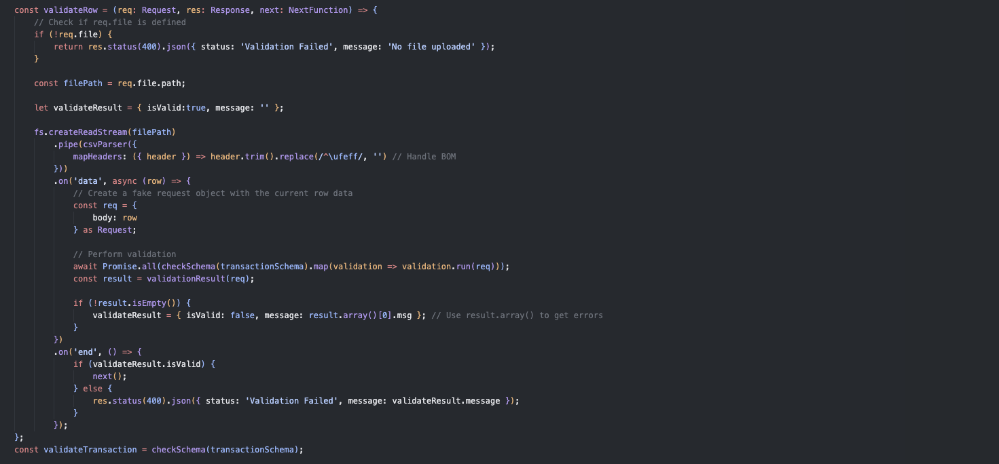 const validateRow = (req: Request, res: Response, next: NextFunction) => {
// Check if req.file is defined
if (!req.file) {
return res.status(400).json({ status: 'Validation Failed', message: 'No file uploaded' });
}
const filePath = req.file.path;
let validateResult = { isValid:true, message: '' };
fs.createReadStream(filePath)
.pipe(csvParser({
mapHeaders: ({ header }) => header.trim().replace(/^\ufeff/, '') // Handle BOM
}))
.on('data', async (row) => {
// Create a fake request object with the current row data
const req = {
body: row
} as Request;
// Perform validation
await Promise.all(checkSchema(transactionSchema).map(validation => validation.run(req)));
const result = validationResult(req);
if (!result.isEmpty()) {
validateResult = { isValid: false, message: result.array()[0].msg }; // Use result.array() to get errors
}
})
.on('end', () => {
if (validateResult.isValid) {
next();
} else {
res.status(400).json({ status: 'Validation Failed', message: validateResult.message });
}
});
};
const validateTransaction = checkSchema(transactionSchema);